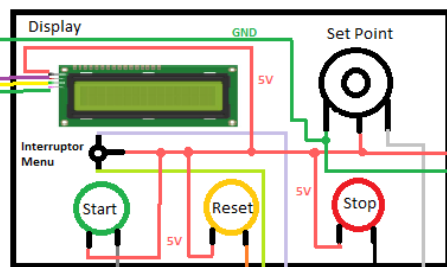 Display
GND
Set Point
5V
Interruptor
Menu
Start
Reset
5V
Stop
5V